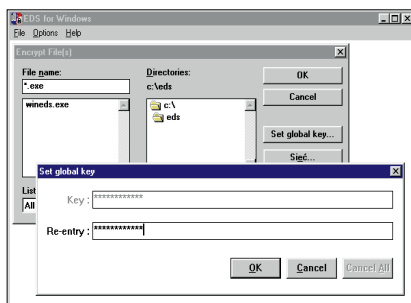 EDS for Windows
File Options Help
Encrypt File(s)
File name:
*.exe
wineds.exe
Directories:
c:\eds
c:\
eds
OK
Cancel
Set global key...
Sieć...
List
All
Set global key
Key : ************
Re-entry : ************
OK Cancel Cancel All